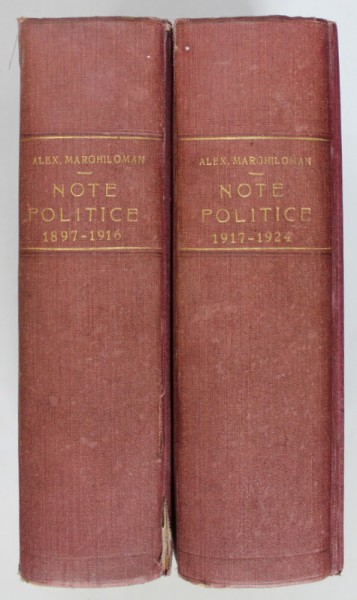 ALEX. MARGHILOMAN
NOTE
POLITICE
1897-1916
ALEX. MARGHILOMAN
NOTE
POLITICE
1917-1924